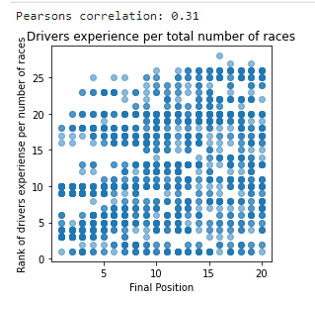 Pearsons correlation: 0.31
Drivers experience per total number of races
Rank of drivers experiense per number of races
25
20
15
10
5
0
5 10 15 20
Final Position